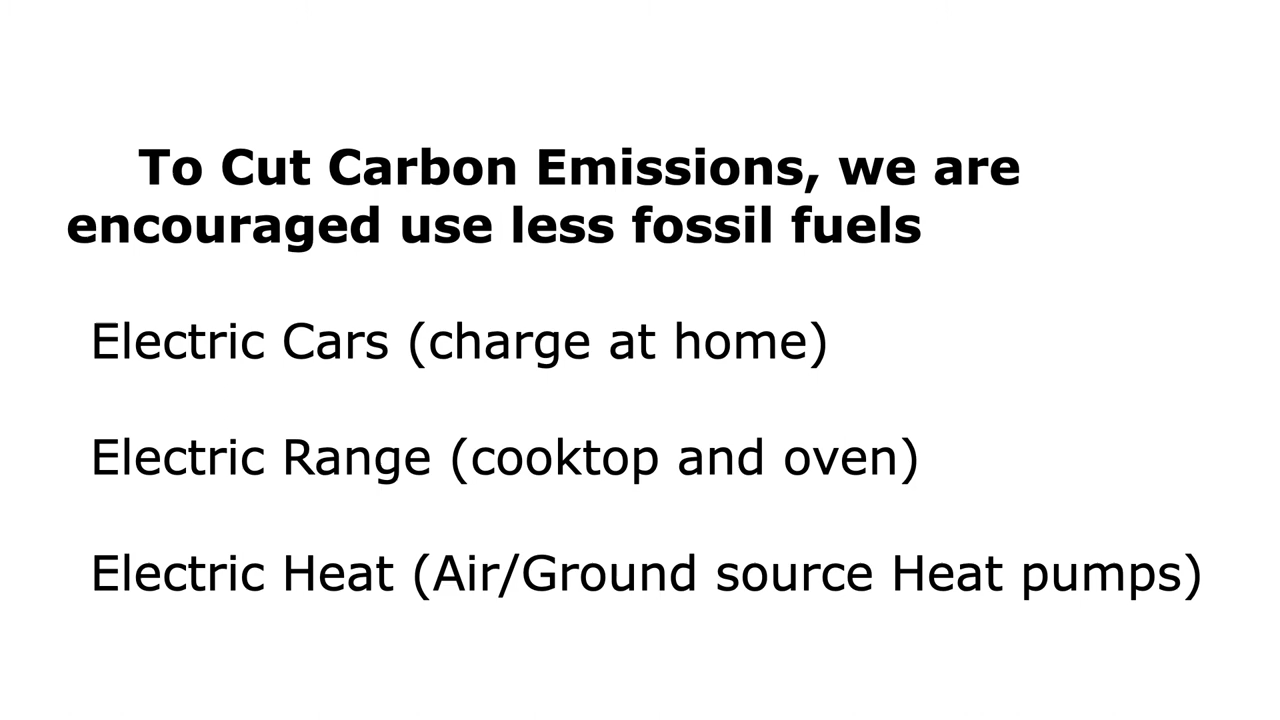 To Cut Carbon Emissions, we are
encouraged use less fossil fuels
Electric Cars (charge at home)
Electric Range (cooktop and oven)
Electric Heat (Air/Ground source Heat pumps)